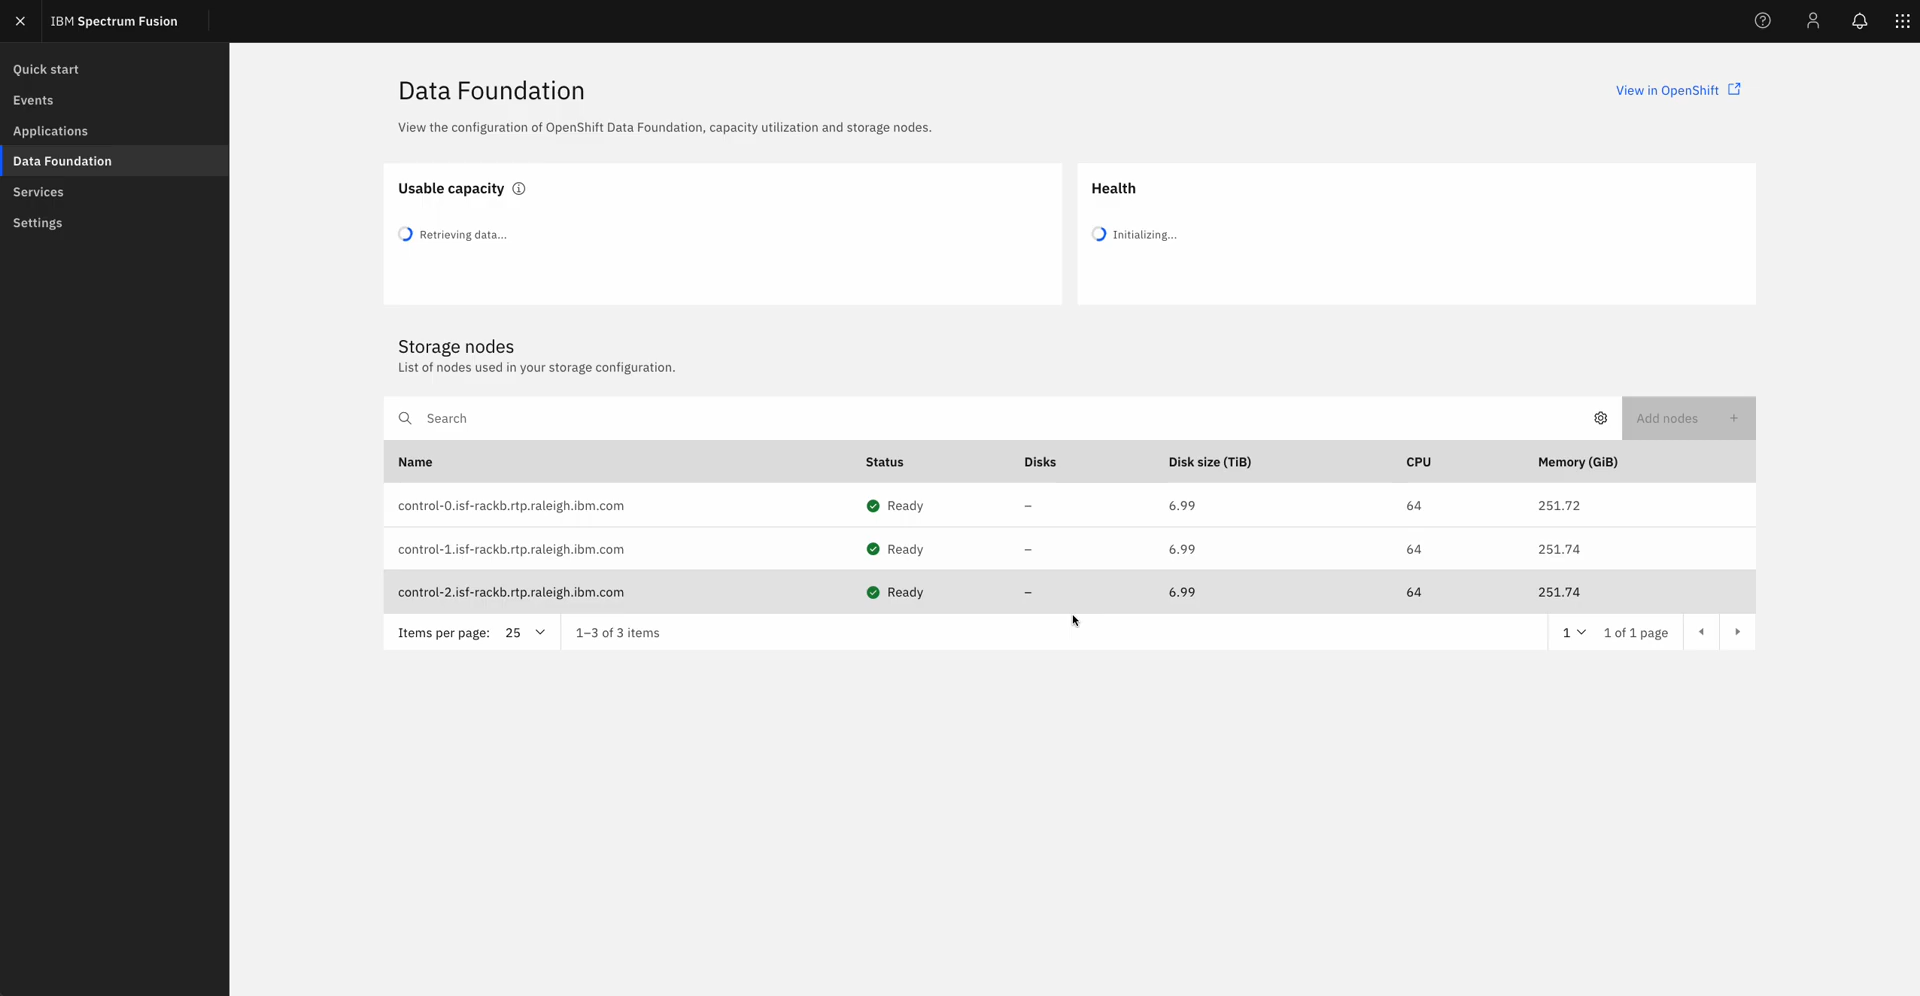 IBM Spectrum Fusion
Quick start
Events
Applications
Data Foundation
Services
Settings
Data Foundation
View in OpenShift
View the configuration of OpenShift Data Foundation, capacity utilization and storage nodes.
Usable capacity
Retrieving data...
Health
Initializing...
Storage nodes
List of nodes used in your storage configuration.
Search
Add nodes +
Name Status Disks Disk size (TiB) CPU Memory (GiB)
control-0.isf-rackb.rtp.raleigh.ibm.com Ready – 6.99 64 251.72
control-1.isf-rackb.rtp.raleigh.ibm.com Ready – 6.99 64 251.74
control-2.isf-rackb.rtp.raleigh.ibm.com Ready – 6.99 64 251.74
Items per page: 25 1–3 of 3 items 1 1 of 1 page